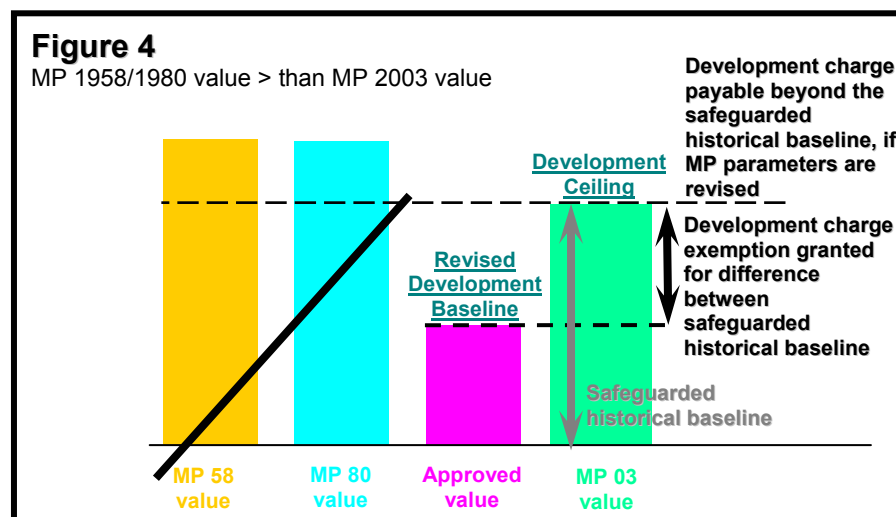 Figure 4
MP 1958/1980 value > than MP 2003 value
Development charge
payable beyond the
safeguarded
historical baseline, if
MP parameters are
revised
Development
Ceiling
Development charge
exemption granted
for difference
between
safeguarded
historical baseline
Revised
Development
Baseline
Safeguarded
historical baseline
MP 58
value
MP 80
value
Approved
value
MP 03
value